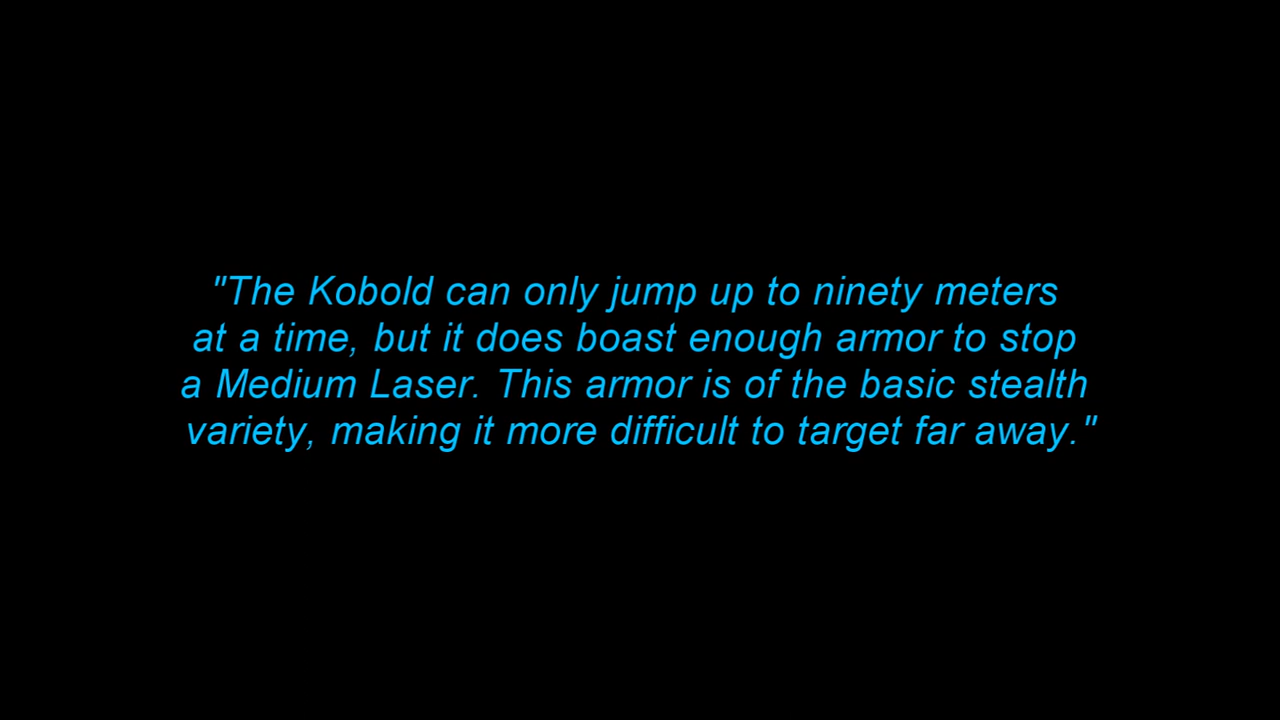 "The Kobold can only jump up to ninety meters
at a time, but it does boast enough armor to stop
a Medium Laser. This armor is of the basic stealth
variety, making it more difficult to target far away."